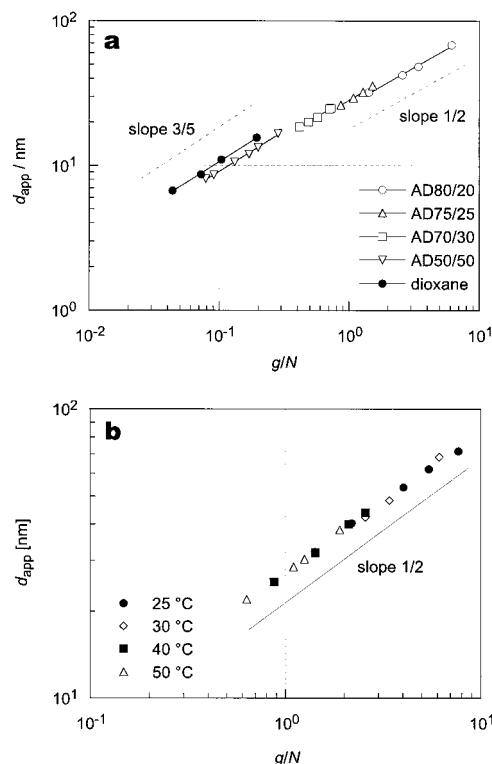 a
10²
10¹
10⁰
d_app / nm
slope 3/5
slope 1/2
AD80/20
AD75/25
AD70/30
AD50/50
dioxane
10⁻² 10⁻¹ 10⁰ 10¹
g/N
b
10²
10¹
d_app [nm]
slope 1/2
25 °C
30 °C
40 °C
50 °C
10⁻¹ 10⁰ 10¹
g/N